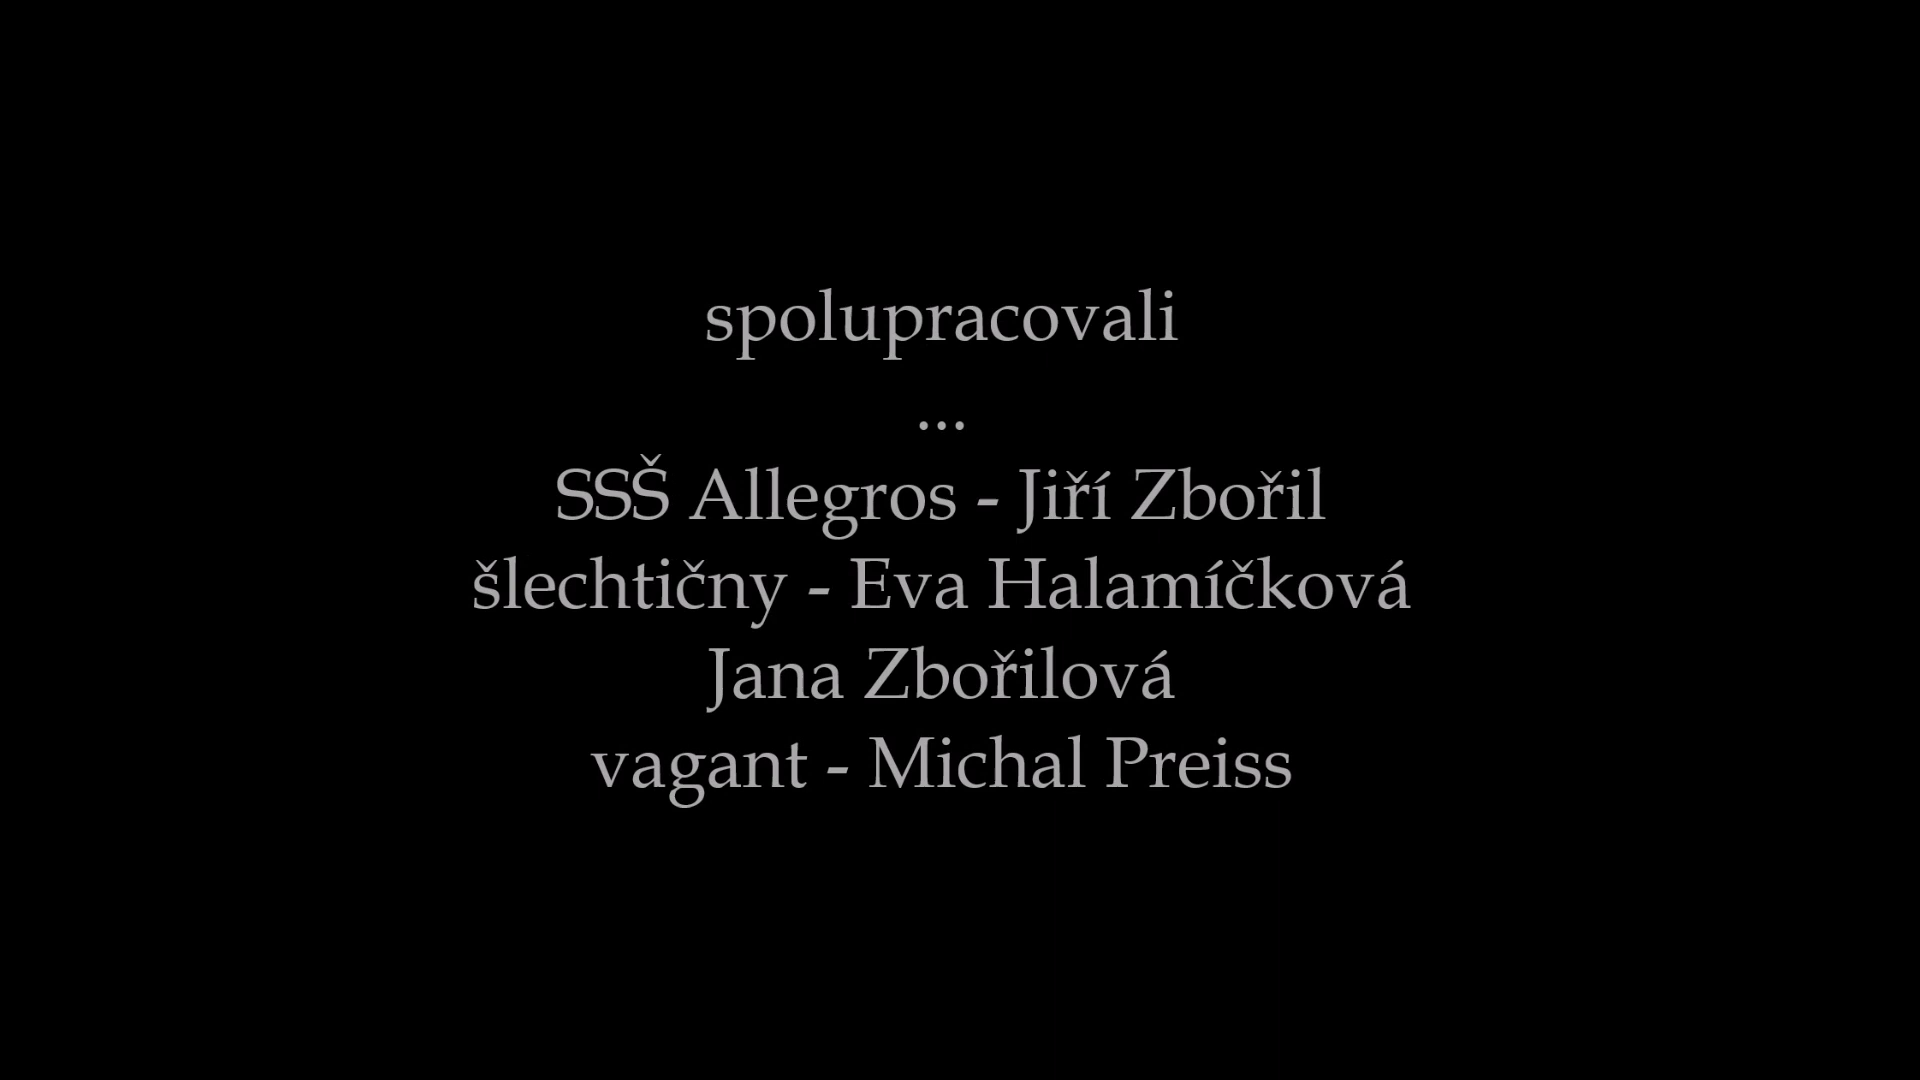 spolupracovali
...
SSŠ Allegros - Jiří Zbořil
šlechtičny - Eva Halamíčková
Jana Zbořilová
vagant - Michal Preiss